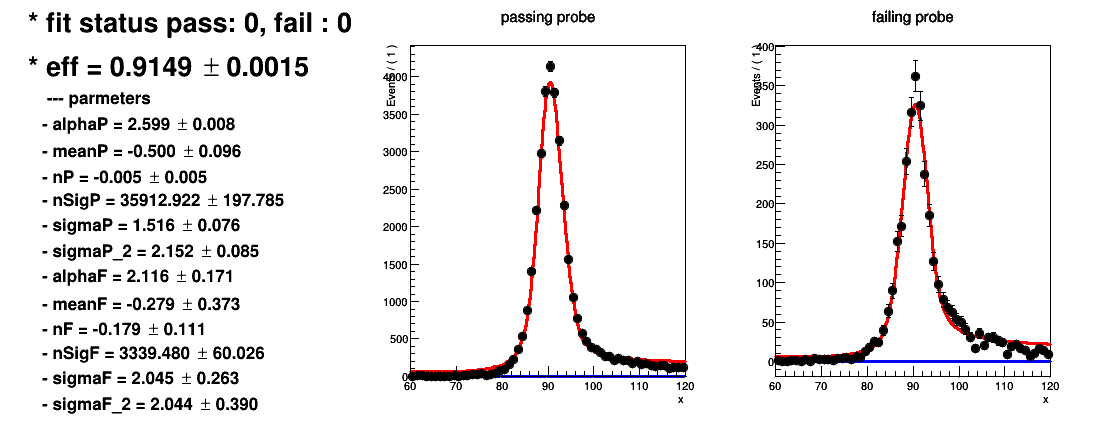 * fit status pass: 0, fail : 0
* eff = 0.9149 ± 0.0015
--- parmeters
- alphaP = 2.599 ± 0.008
- meanP = -0.500 ± 0.096
- nP = -0.005 ± 0.005
- nSigP = 35912.922 ± 197.785
- sigmaP = 1.516 ± 0.076
- sigmaP_2 = 2.152 ± 0.085
- alphaF = 2.116 ± 0.171
- meanF = -0.279 ± 0.373
- nF = -0.179 ± 0.111
- nSigF = 3339.480 ± 60.026
- sigmaF = 2.045 ± 0.263
- sigmaF_2 = 2.044 ± 0.390
passing probe
Events / ( 1 )
4000
3500
3000
2500
2000
1500
1000
500
0
60 70 80 90 100 110 120
x
failing probe
Events / ( 1 )
400
350
300
250
200
150
100
50
0
60 70 80 90 100 110 120
x